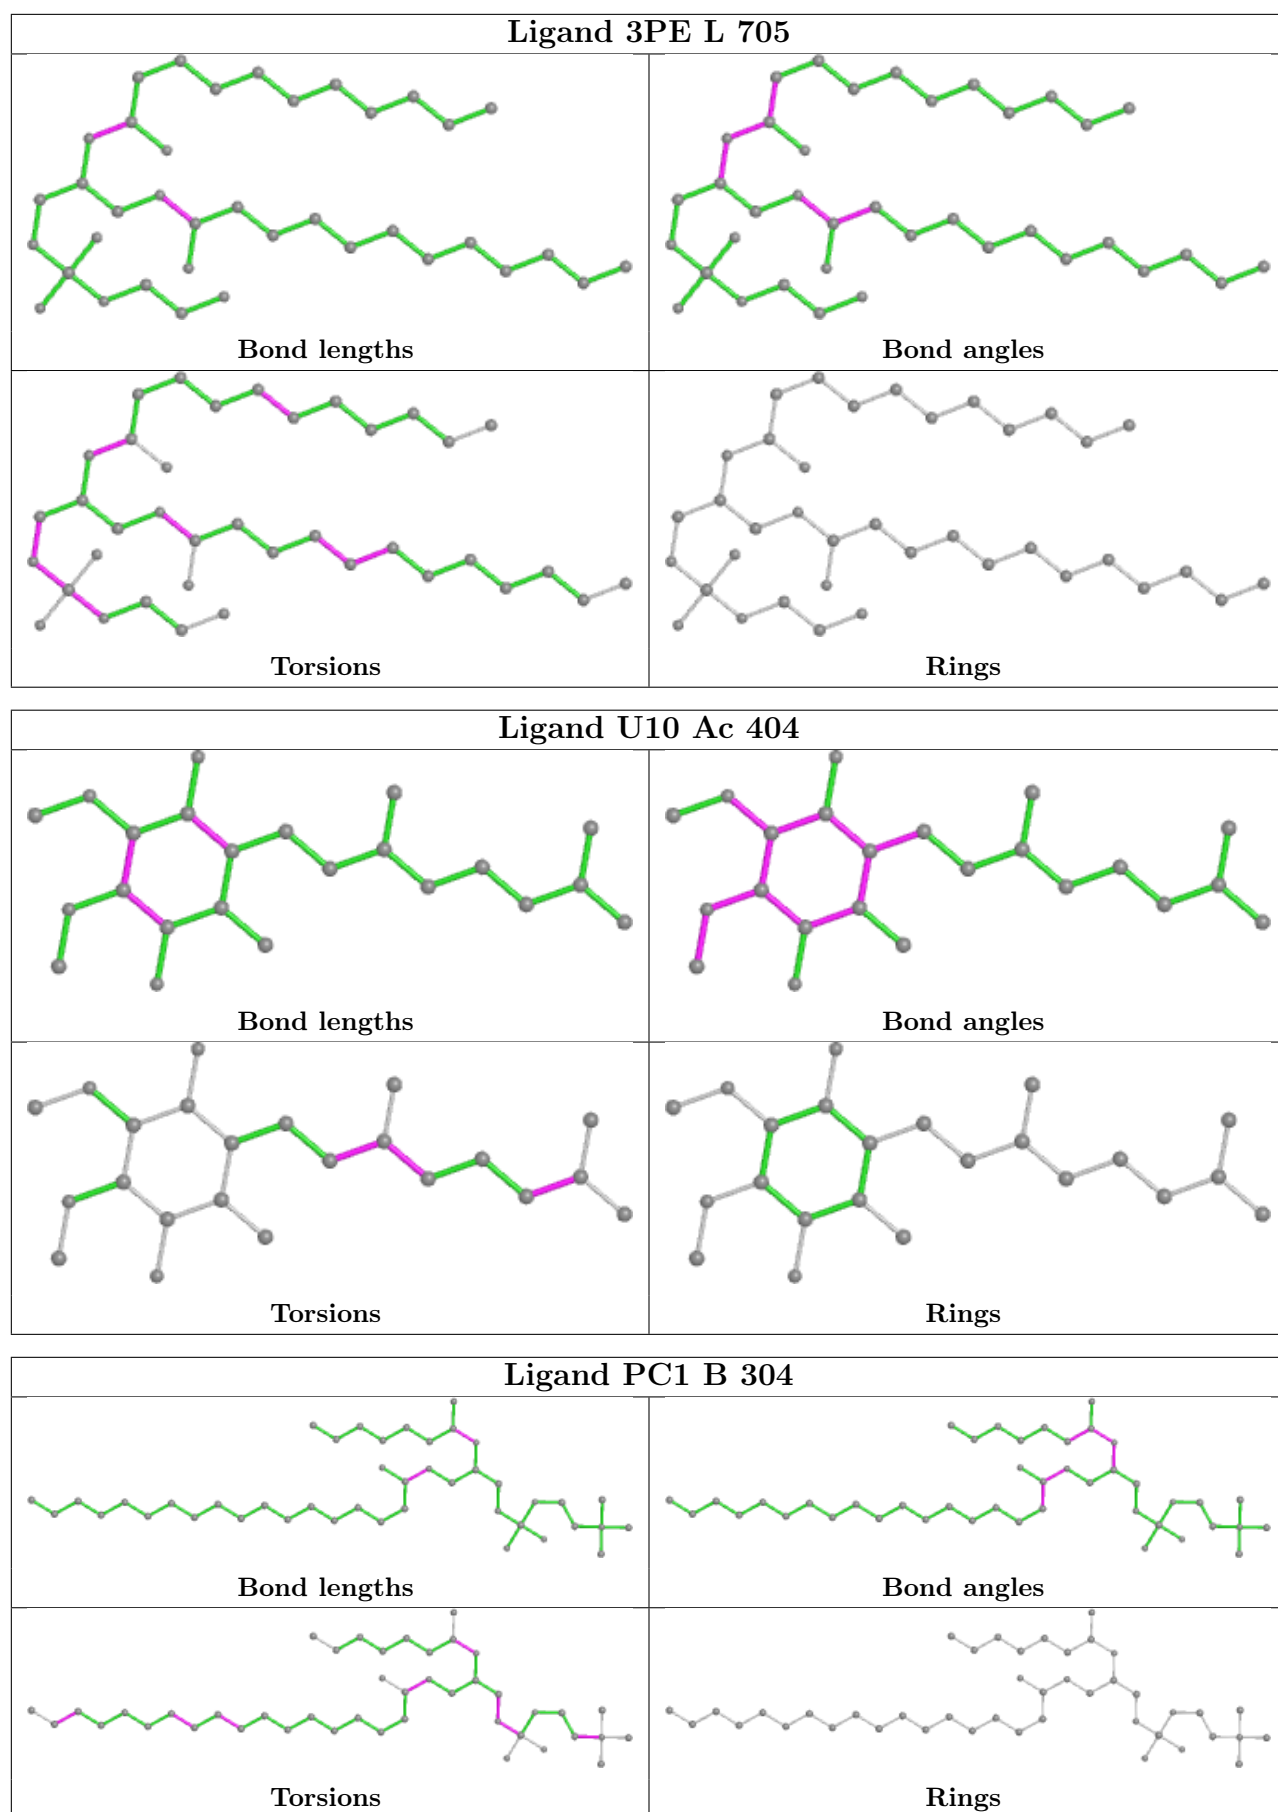 Ligand 3PE L 705
Bond lengths
Bond angles
Torsions
Rings
Ligand U10 Ac 404
Bond lengths
Bond angles
Torsions
Rings
Ligand PC1 B 304
Bond lengths
Bond angles
Torsions
Rings